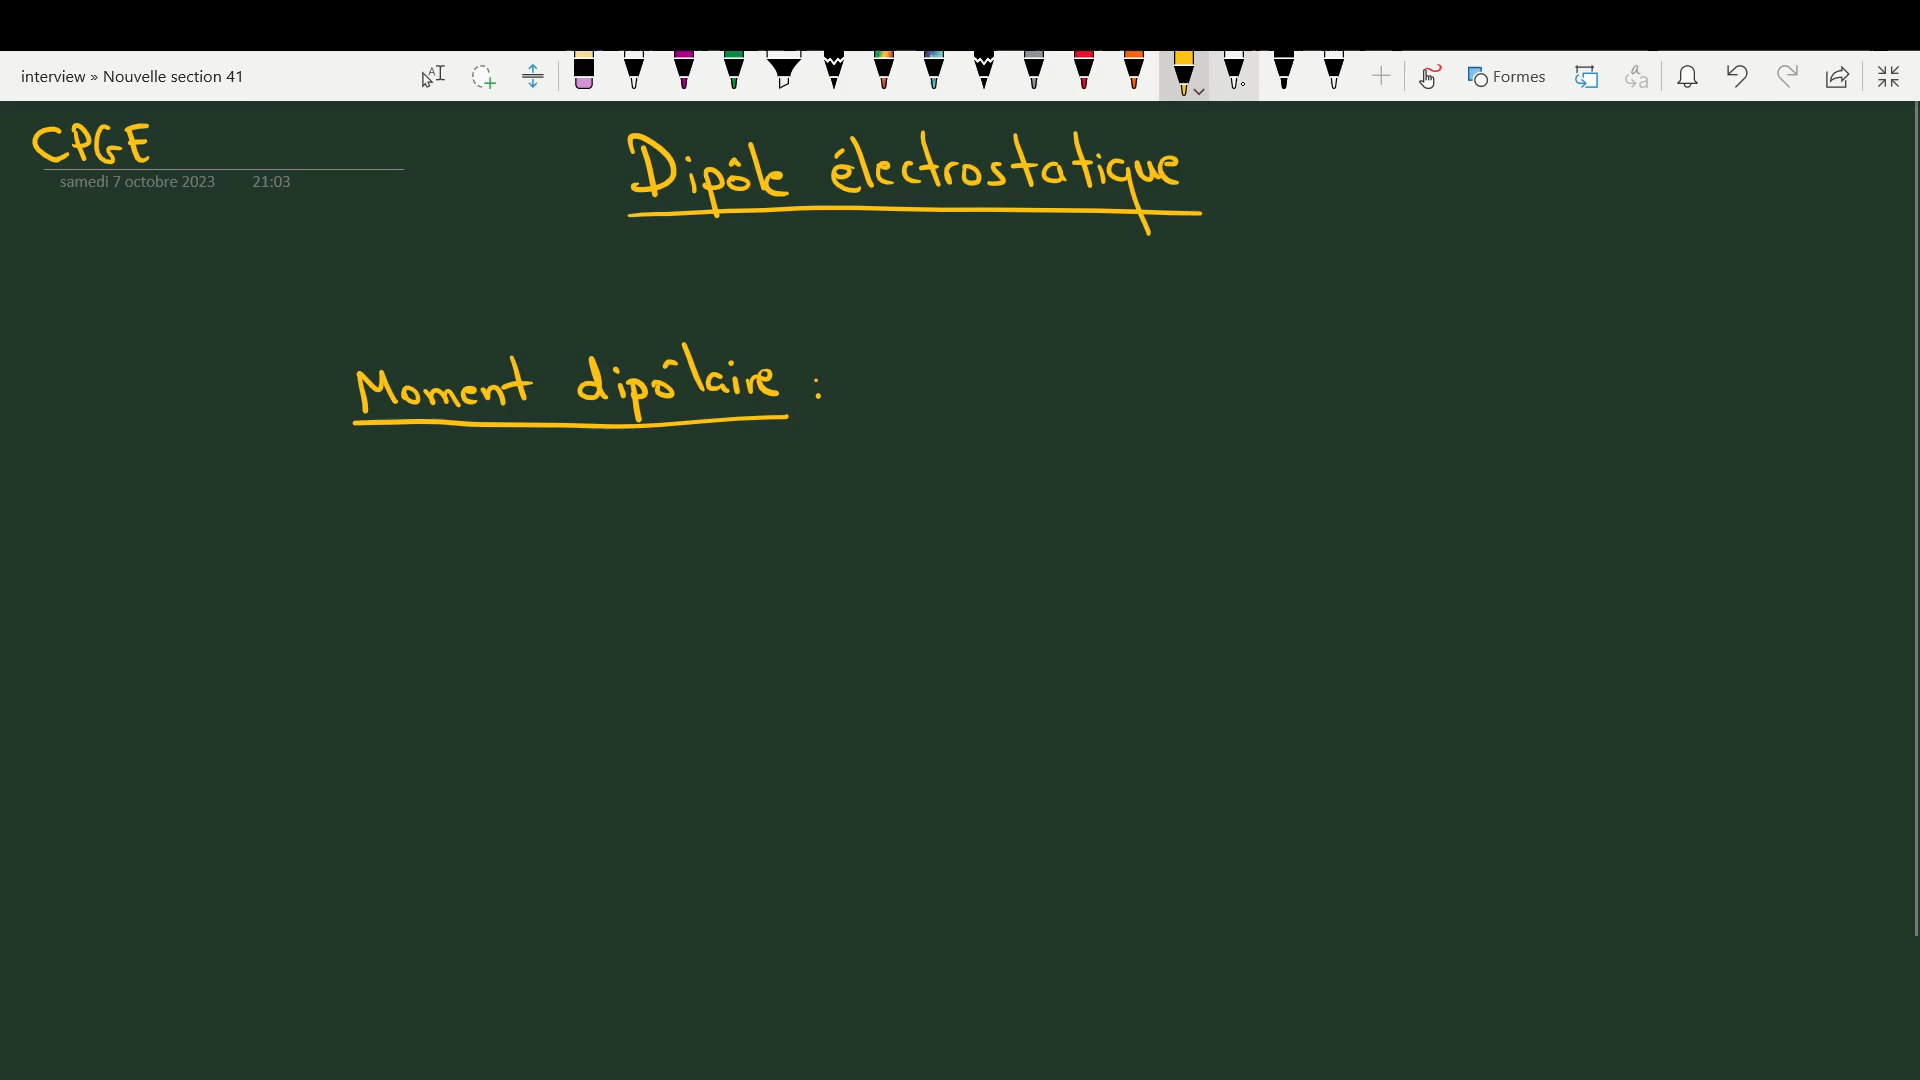 interview » Nouvelle section 41
Formes
CPGE
samedi 7 octobre 2023 21:03
Dipôle électrostatique
Moment dipôlaire :